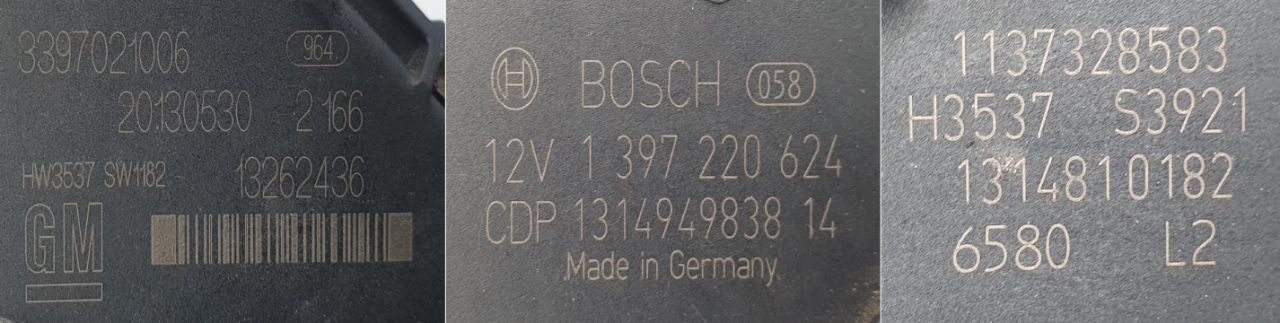 3397021006 964
20130530 2 166
HW3537 SW1182 13262436
GM
BOSCH 058
12V 1 397 220 624
CDP 1314949838 14
Made in Germany
1137328583
H3537 S3921
1314810182
6580 L2